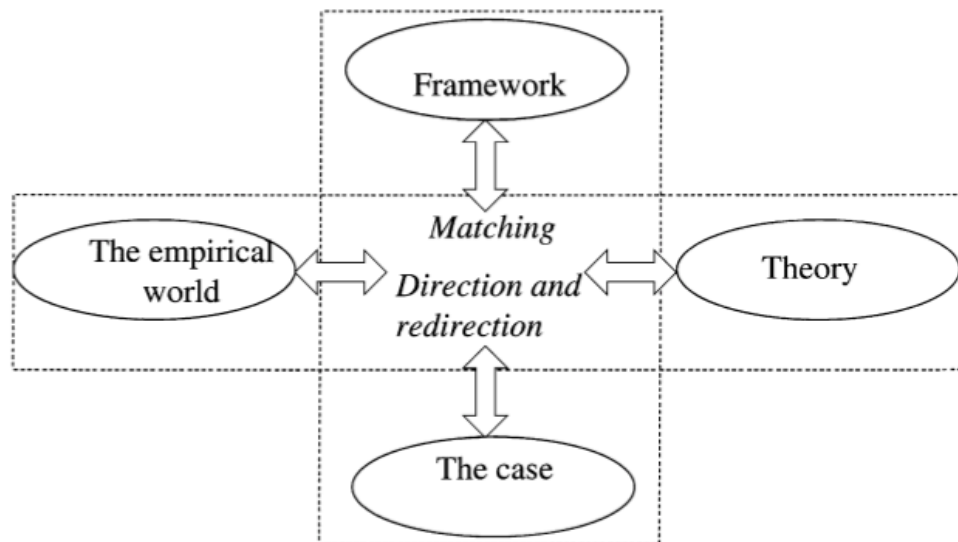 Framework
Matching
The empirical
world
Direction and
redirection
Theory
The case